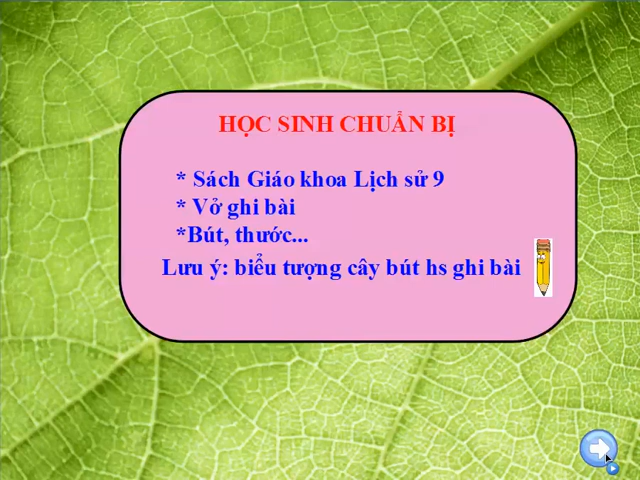 HỌC SINH CHUẨN BỊ
* Sách Giáo khoa Lịch sử 9
* Vở ghi bài
*Bút, thước...
Lưu ý: biểu tượng cây bút hs ghi bài